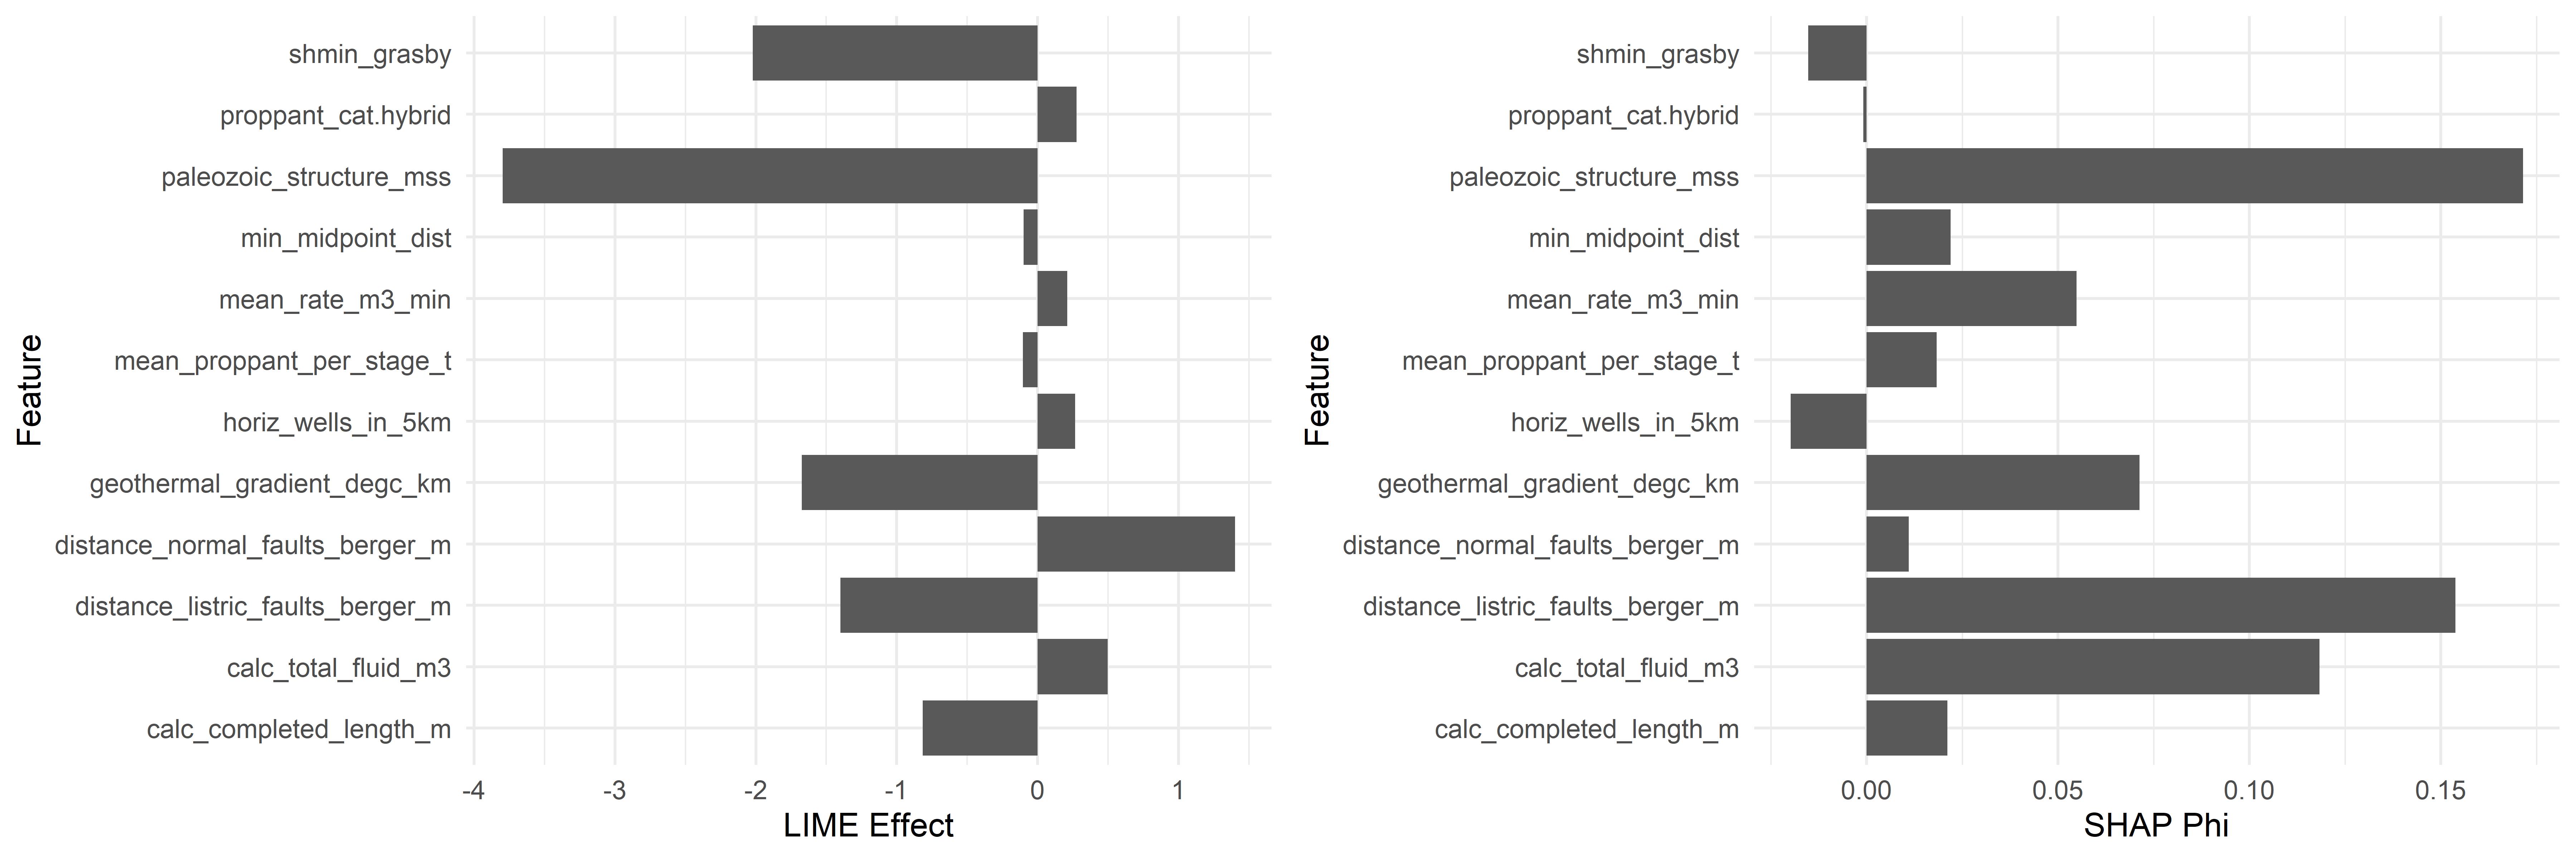 Feature
shmin_grasby
proppant_cat.hybrid
paleozoic_structure_mss
min_midpoint_dist
mean_rate_m3_min
mean_proppant_per_stage_t
horiz_wells_in_5km
geothermal_gradient_degc_km
distance_normal_faults_berger_m
distance_listric_faults_berger_m
calc_total_fluid_m3
calc_completed_length_m
-4 -3 -2 -1 0 1
LIME Effect
Feature
shmin_grasby
proppant_cat.hybrid
paleozoic_structure_mss
min_midpoint_dist
mean_rate_m3_min
mean_proppant_per_stage_t
horiz_wells_in_5km
geothermal_gradient_degc_km
distance_normal_faults_berger_m
distance_listric_faults_berger_m
calc_total_fluid_m3
calc_completed_length_m
0.00 0.05 0.10 0.15
SHAP Phi